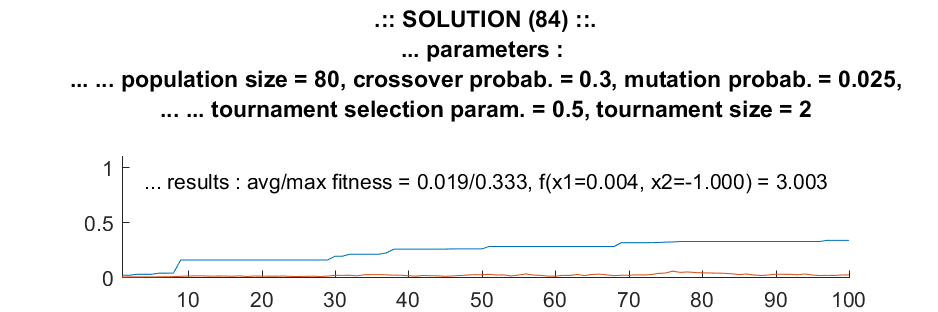 .:: SOLUTION (84) ::.
... parameters :
... ... population size = 80, crossover probab. = 0.3, mutation probab. = 0.025,
... ... tournament selection param. = 0.5, tournament size = 2
1
... results : avg/max fitness = 0.019/0.333, f(x1=0.004, x2=-1.000) = 3.003
0.5
0
10 20 30 40 50 60 70 80 90 100